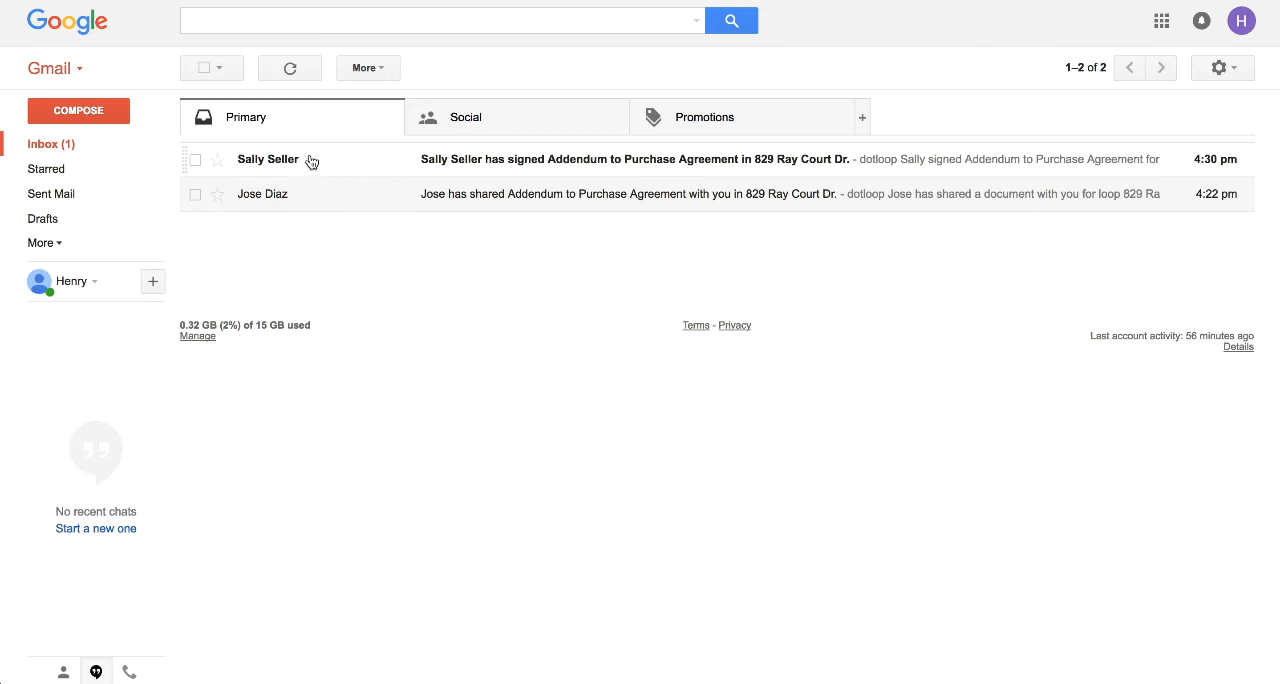 Google
H
Gmail
More
1–2 of 2
COMPOSE
Primary
Social
Promotions
+
Inbox (1)
Starred
Sent Mail
Drafts
More
Sally Seller Sally Seller has signed Addendum to Purchase Agreement in 829 Ray Court Dr. - dotloop Sally signed Addendum to Purchase Agreement for 4:30 pm
Jose Diaz Jose has shared Addendum to Purchase Agreement with you in 829 Ray Court Dr. - dotloop Jose has shared a document with you for loop 829 Ra 4:22 pm
Henry
+
0.32 GB (2%) of 15 GB used
Manage
Terms - Privacy
Last account activity: 56 minutes ago
Details
No recent chats
Start a new one